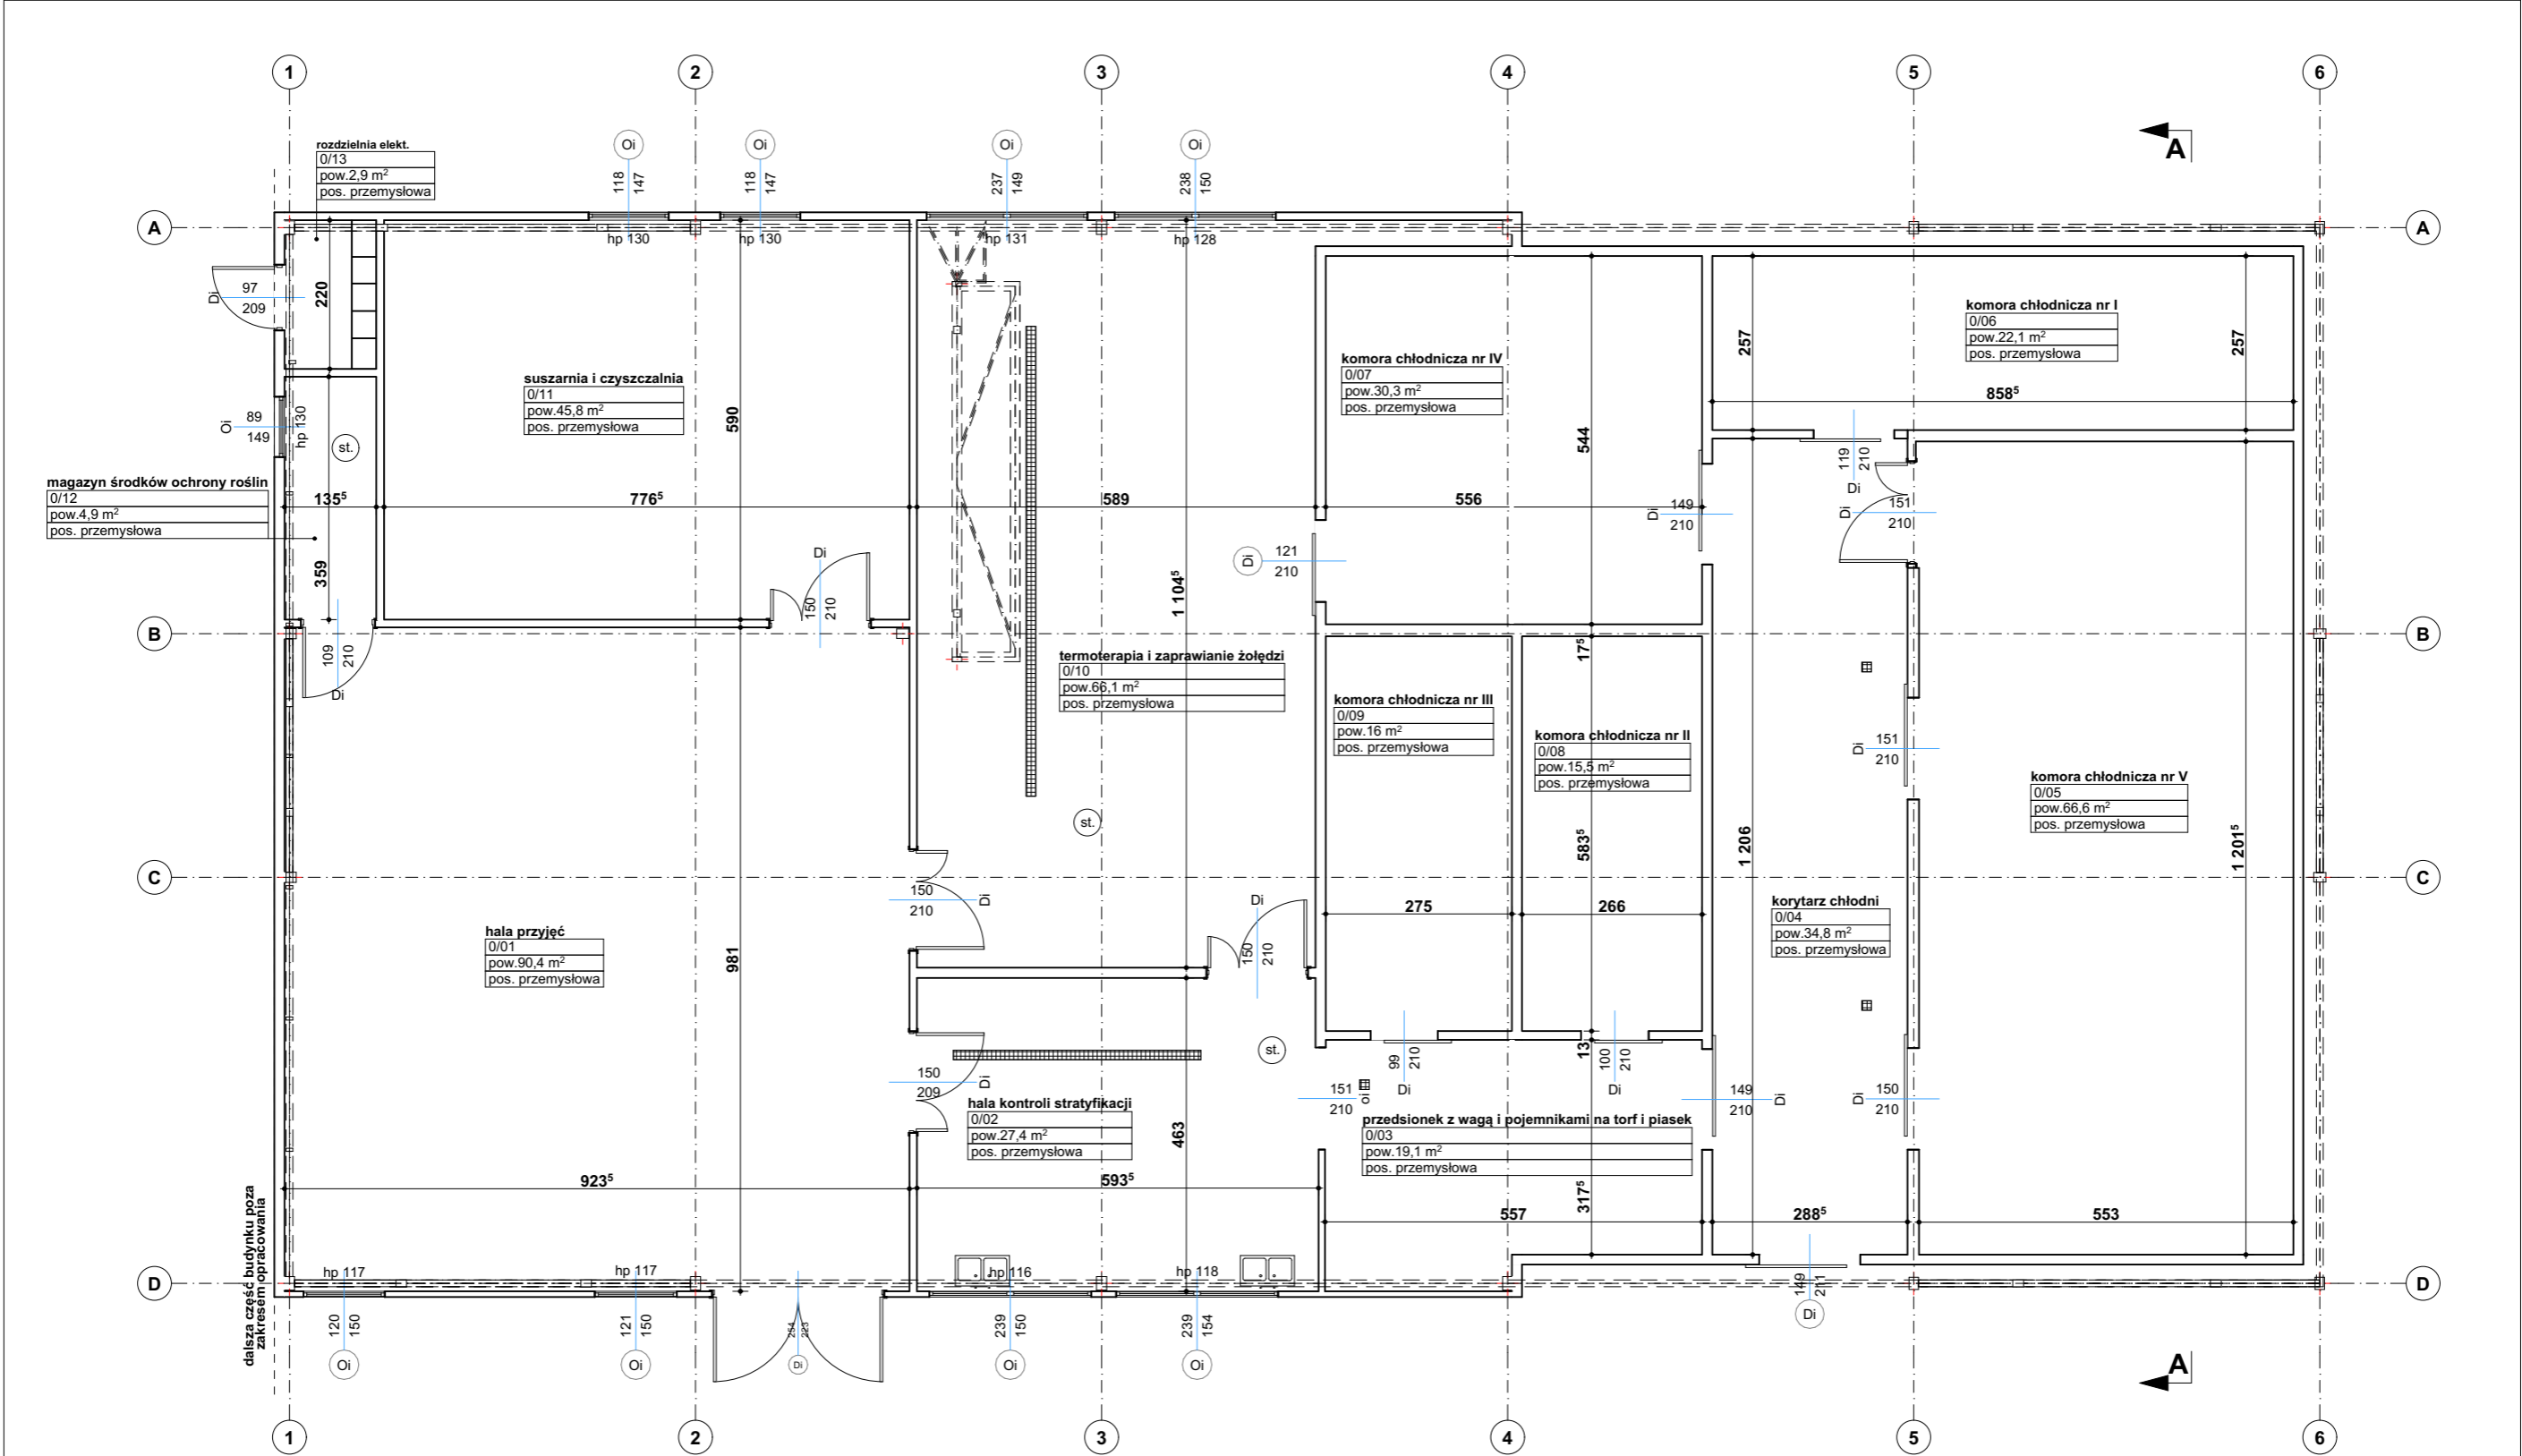 1 2 3 4 5 6
A
A
rozdzielnia elekt.
0/13
pow.2,9 m²
pos. przemysłowa
Oi
118
147
Oi
118
147
Oi
237
149
Oi
238
150
A A
hp 130
hp 130
hp 131
hp 128
Di
97
209
220
Oi
89
149
hp 130
st.
magazyn środków ochrony roślin
0/12
pow.4,9 m²
pos. przemysłowa
135⁵
359
suszarnia i czyszczalnia
0/11
pow.45,8 m²
pos. przemysłowa
590
776⁵
589
556
komora chłodnicza nr IV
0/07
pow.30,3 m²
pos. przemysłowa
544
257
komora chłodnicza nr I
0/06
pow.22,1 m²
pos. przemysłowa
257
858⁵
119
210
Di
Di
149
210
Di
151
210
Di
121
210
Di
150
210
1 104⁵
B B
109
210
Di
termoterapia i zaprawianie żołędzi
0/10
pow.66,1 m²
pos. przemysłowa
17⁵
komora chłodnicza nr III
0/09
pow.16 m²
pos. przemysłowa
komora chłodnicza nr II
0/08
pow.15,5 m²
pos. przemysłowa
Di
151
210
komora chłodnicza nr V
0/05
pow.66,6 m²
pos. przemysłowa
st.
583⁵
1 206
1 201⁵
C C
150
210
Di
Di
150
210
275
266
korytarz chłodni
0/04
pow.34,8 m²
pos. przemysłowa
hala przyjęć
0/01
pow.90,4 m²
pos. przemysłowa
981
st.
13
99
210
Di
100
210
Di
150
209
Di
151
210
oi
149
210
Di
Di
150
210
hala kontroli stratyfikacji
0/02
pow.27,4 m²
pos. przemysłowa
463
przedsionek z wagą i pojemnikami na torf i piasek
0/03
pow.19,1 m²
pos. przemysłowa
923⁵
593⁵
317⁵
557
288⁵
553
dalsza część budynku poza
zakresem opracowania
D D
hp 117
hp 117
hp 116
hp 118
149
211
Di
120
150
Oi
121
150
Oi
254
223
Di
239
150
Oi
239
154
Oi
A
1 2 3 4 5 6